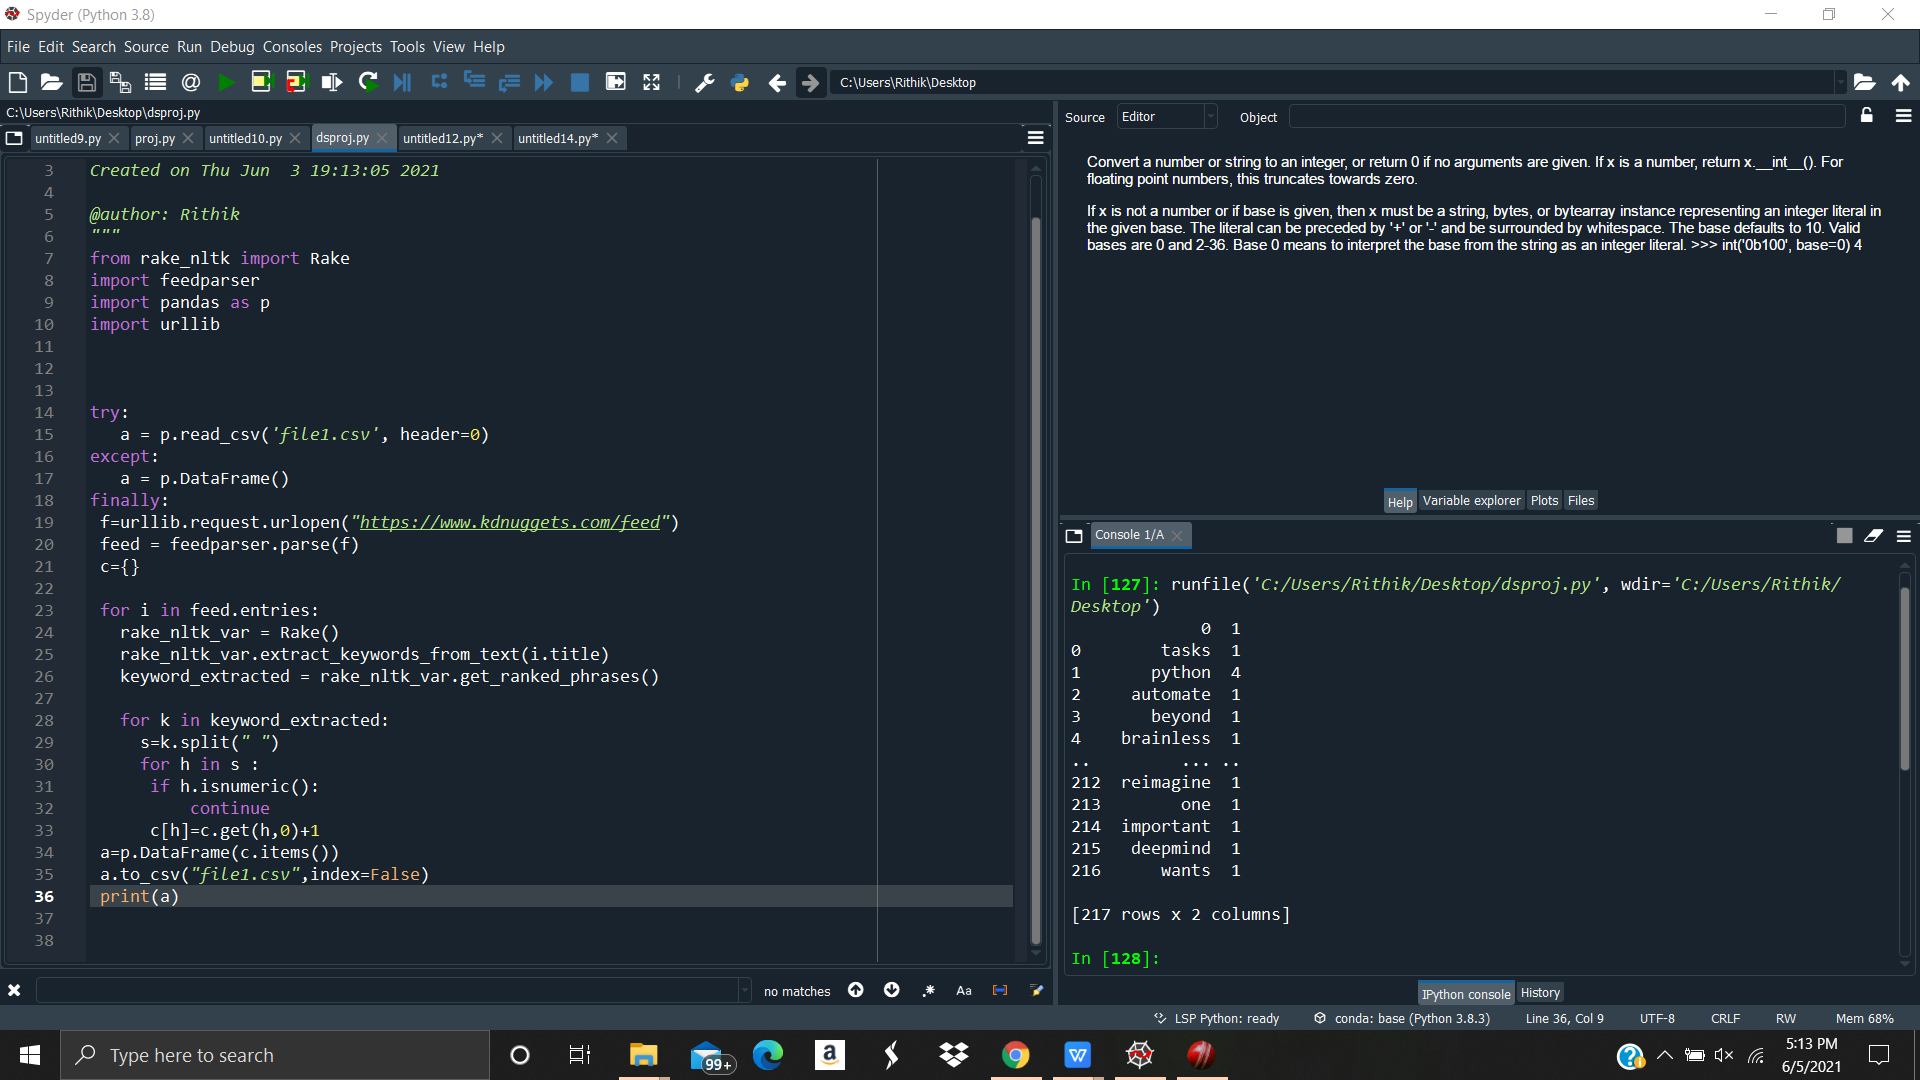 Spyder (Python 3.8)
File Edit Search Source Run Debug Consoles Projects Tools View Help
C:\Users\Rithik\Desktop
C:\Users\Rithik\Desktop\dsproj.py
untitled9.py proj.py untitled10.py dsproj.py untitled12.py* untitled14.py*
3 Created on Thu Jun  3 19:13:05 2021
4
5 @author: Rithik
6 """
7 from rake_nltk import Rake
8 import feedparser
9 import pandas as p
10 import urllib
11
12
13
14 try:
15    a = p.read_csv('file1.csv', header=0)
16 except:
17    a = p.DataFrame()
18 finally:
19  f=urllib.request.urlopen("https://www.kdnuggets.com/feed")
20  feed = feedparser.parse(f)
21  c={}
22
23  for i in feed.entries:
24    rake_nltk_var = Rake()
25    rake_nltk_var.extract_keywords_from_text(i.title)
26    keyword_extracted = rake_nltk_var.get_ranked_phrases()
27
28    for k in keyword_extracted:
29      s=k.split(" ")
30      for h in s :
31       if h.isnumeric():
32           continue
33       c[h]=c.get(h,0)+1
34  a=p.DataFrame(c.items())
35  a.to_csv("file1.csv",index=False)
36  print(a)
37
38
no matches
Aa
Source Editor Object
Convert a number or string to an integer, or return 0 if no arguments are given. If x is a number, return x.__int__(). For
floating point numbers, this truncates towards zero.
If x is not a number or if base is given, then x must be a string, bytes, or bytearray instance representing an integer literal in
the given base. The literal can be preceded by '+' or '-' and be surrounded by whitespace. The base defaults to 10. Valid
bases are 0 and 2-36. Base 0 means to interpret the base from the string as an integer literal. >>> int('0b100', base=0) 4
Help Variable explorer Plots Files
Console 1/A
In [127]: runfile('C:/Users/Rithik/Desktop/dsproj.py', wdir='C:/Users/Rithik/
Desktop')
0 1
0 tasks 1
1 python 4
2 automate 1
3 beyond 1
4 brainless 1
.. ... ..
212 reimagine 1
213 one 1
214 important 1
215 deepmind 1
216 wants 1
[217 rows x 2 columns]
In [128]:
IPython console History
LSP Python: ready conda: base (Python 3.8.3) Line 36, Col 9 UTF-8 CRLF RW Mem 68%
Type here to search
99+
a
W
5:13 PM
6/5/2021